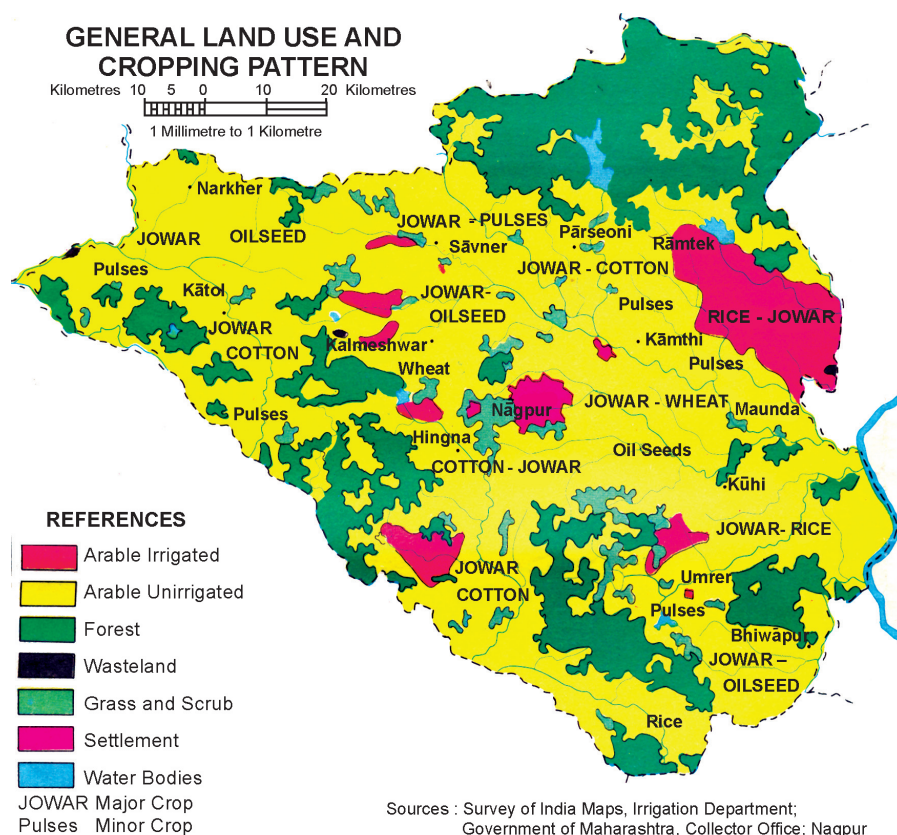 GENERAL LAND USE AND
CROPPING PATTERN
Kilometres 10 5 0 10 20 Kilometres
1 Millimetre to 1 Kilometre
Narkher
JOWAR
OILSEED
JOWAR - PULSES
Sāvner
Pārseoni
Rāmtek
Pulses
JOWAR - COTTON
Kātol
JOWAR-
OILSEED
Pulses
RICE - JOWAR
JOWAR
COTTON
Kalmeshwar
Kāmthi
Wheat
Pulses
Pulses
Nāgpur
JOWAR - WHEAT
Maunda
Hingna
COTTON - JOWAR
Oil Seeds
Kūhi
JOWAR- RICE
JOWAR
COTTON
Umrer
Pulses
Bhiwāpur
JOWAR –
OILSEED
Rice
REFERENCES
Arable Irrigated
Arable Unirrigated
Forest
Wasteland
Grass and Scrub
Settlement
Water Bodies
JOWAR Major Crop
Pulses Minor Crop
Sources : Survey of India Maps, Irrigation Department;
Government of Maharashtra, Collector Office; Nagpur